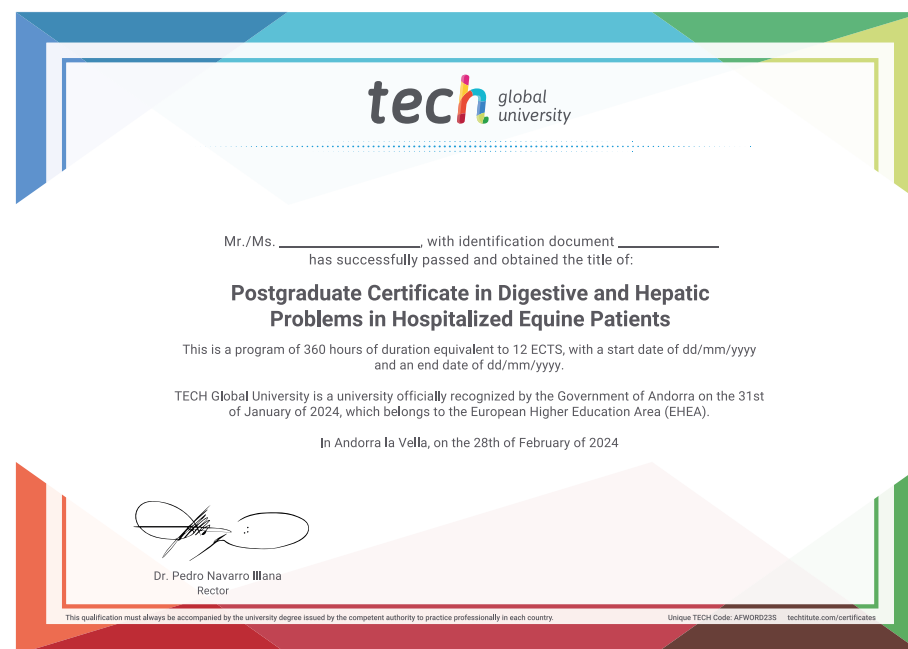 tech global
university
Mr./Ms. ____________, with identification document ____________
has successfully passed and obtained the title of:
Postgraduate Certificate in Digestive and Hepatic
Problems in Hospitalized Equine Patients
This is a program of 360 hours of duration equivalent to 12 ECTS, with a start date of dd/mm/yyyy
and an end date of dd/mm/yyyy.
TECH Global University is a university officially recognized by the Government of Andorra on the 31st
of January of 2024, which belongs to the European Higher Education Area (EHEA).
In Andorra la Vella, on the 28th of February of 2024
Dr. Pedro Navarro Illana
Rector
This qualification must always be accompanied by the university degree issued by the competent authority to practice professionally in each country.
Unique TECH Code: AFWORD23S techtitute.com/certificates